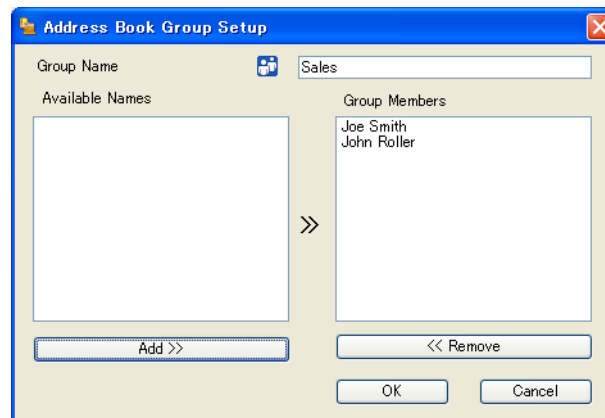 Address Book Group Setup
Group Name
Sales
Available Names
Group Members
Joe Smith
John Roller
Add >>
<< Remove
OK
Cancel